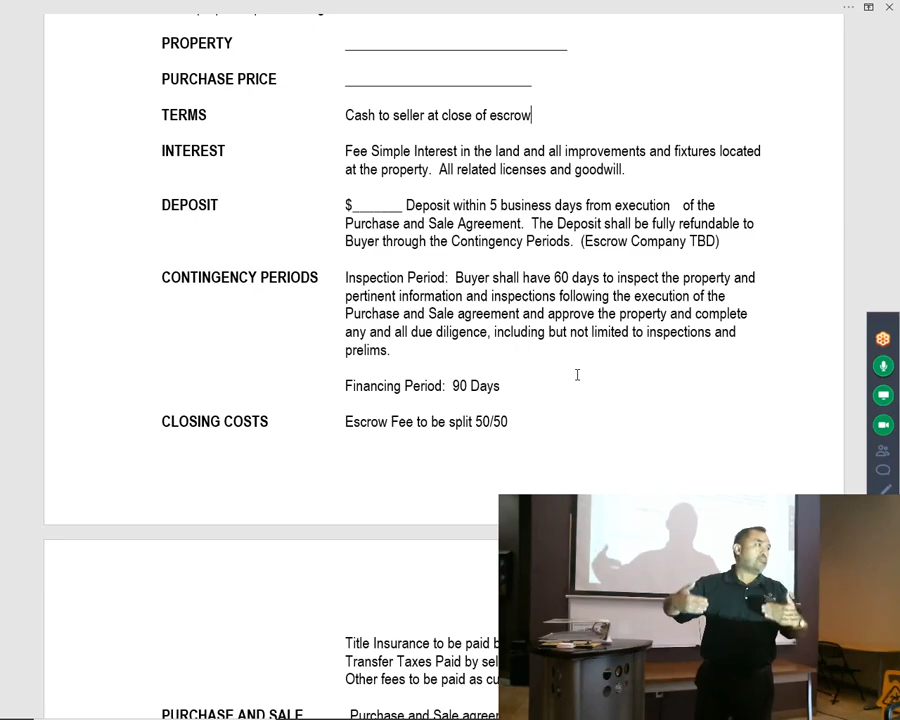 PROPERTY
PURCHASE PRICE
TERMS Cash to seller at close of escrow
INTEREST Fee Simple Interest in the land and all improvements and fixtures located
at the property. All related licenses and goodwill.
DEPOSIT $_______ Deposit within 5 business days from execution of the
Purchase and Sale Agreement. The Deposit shall be fully refundable to
Buyer through the Contingency Periods. (Escrow Company TBD)
CONTINGENCY PERIODS Inspection Period: Buyer shall have 60 days to inspect the property and
pertinent information and inspections following the execution of the
Purchase and Sale agreement and approve the property and complete
any and all due diligence, including but not limited to inspections and
prelims.
Financing Period: 90 Days
CLOSING COSTS Escrow Fee to be split 50/50
Title Insurance to be paid
Transfer Taxes Paid by
Other fees to be paid as
PURCHASE AND SALE Purchase and Sale